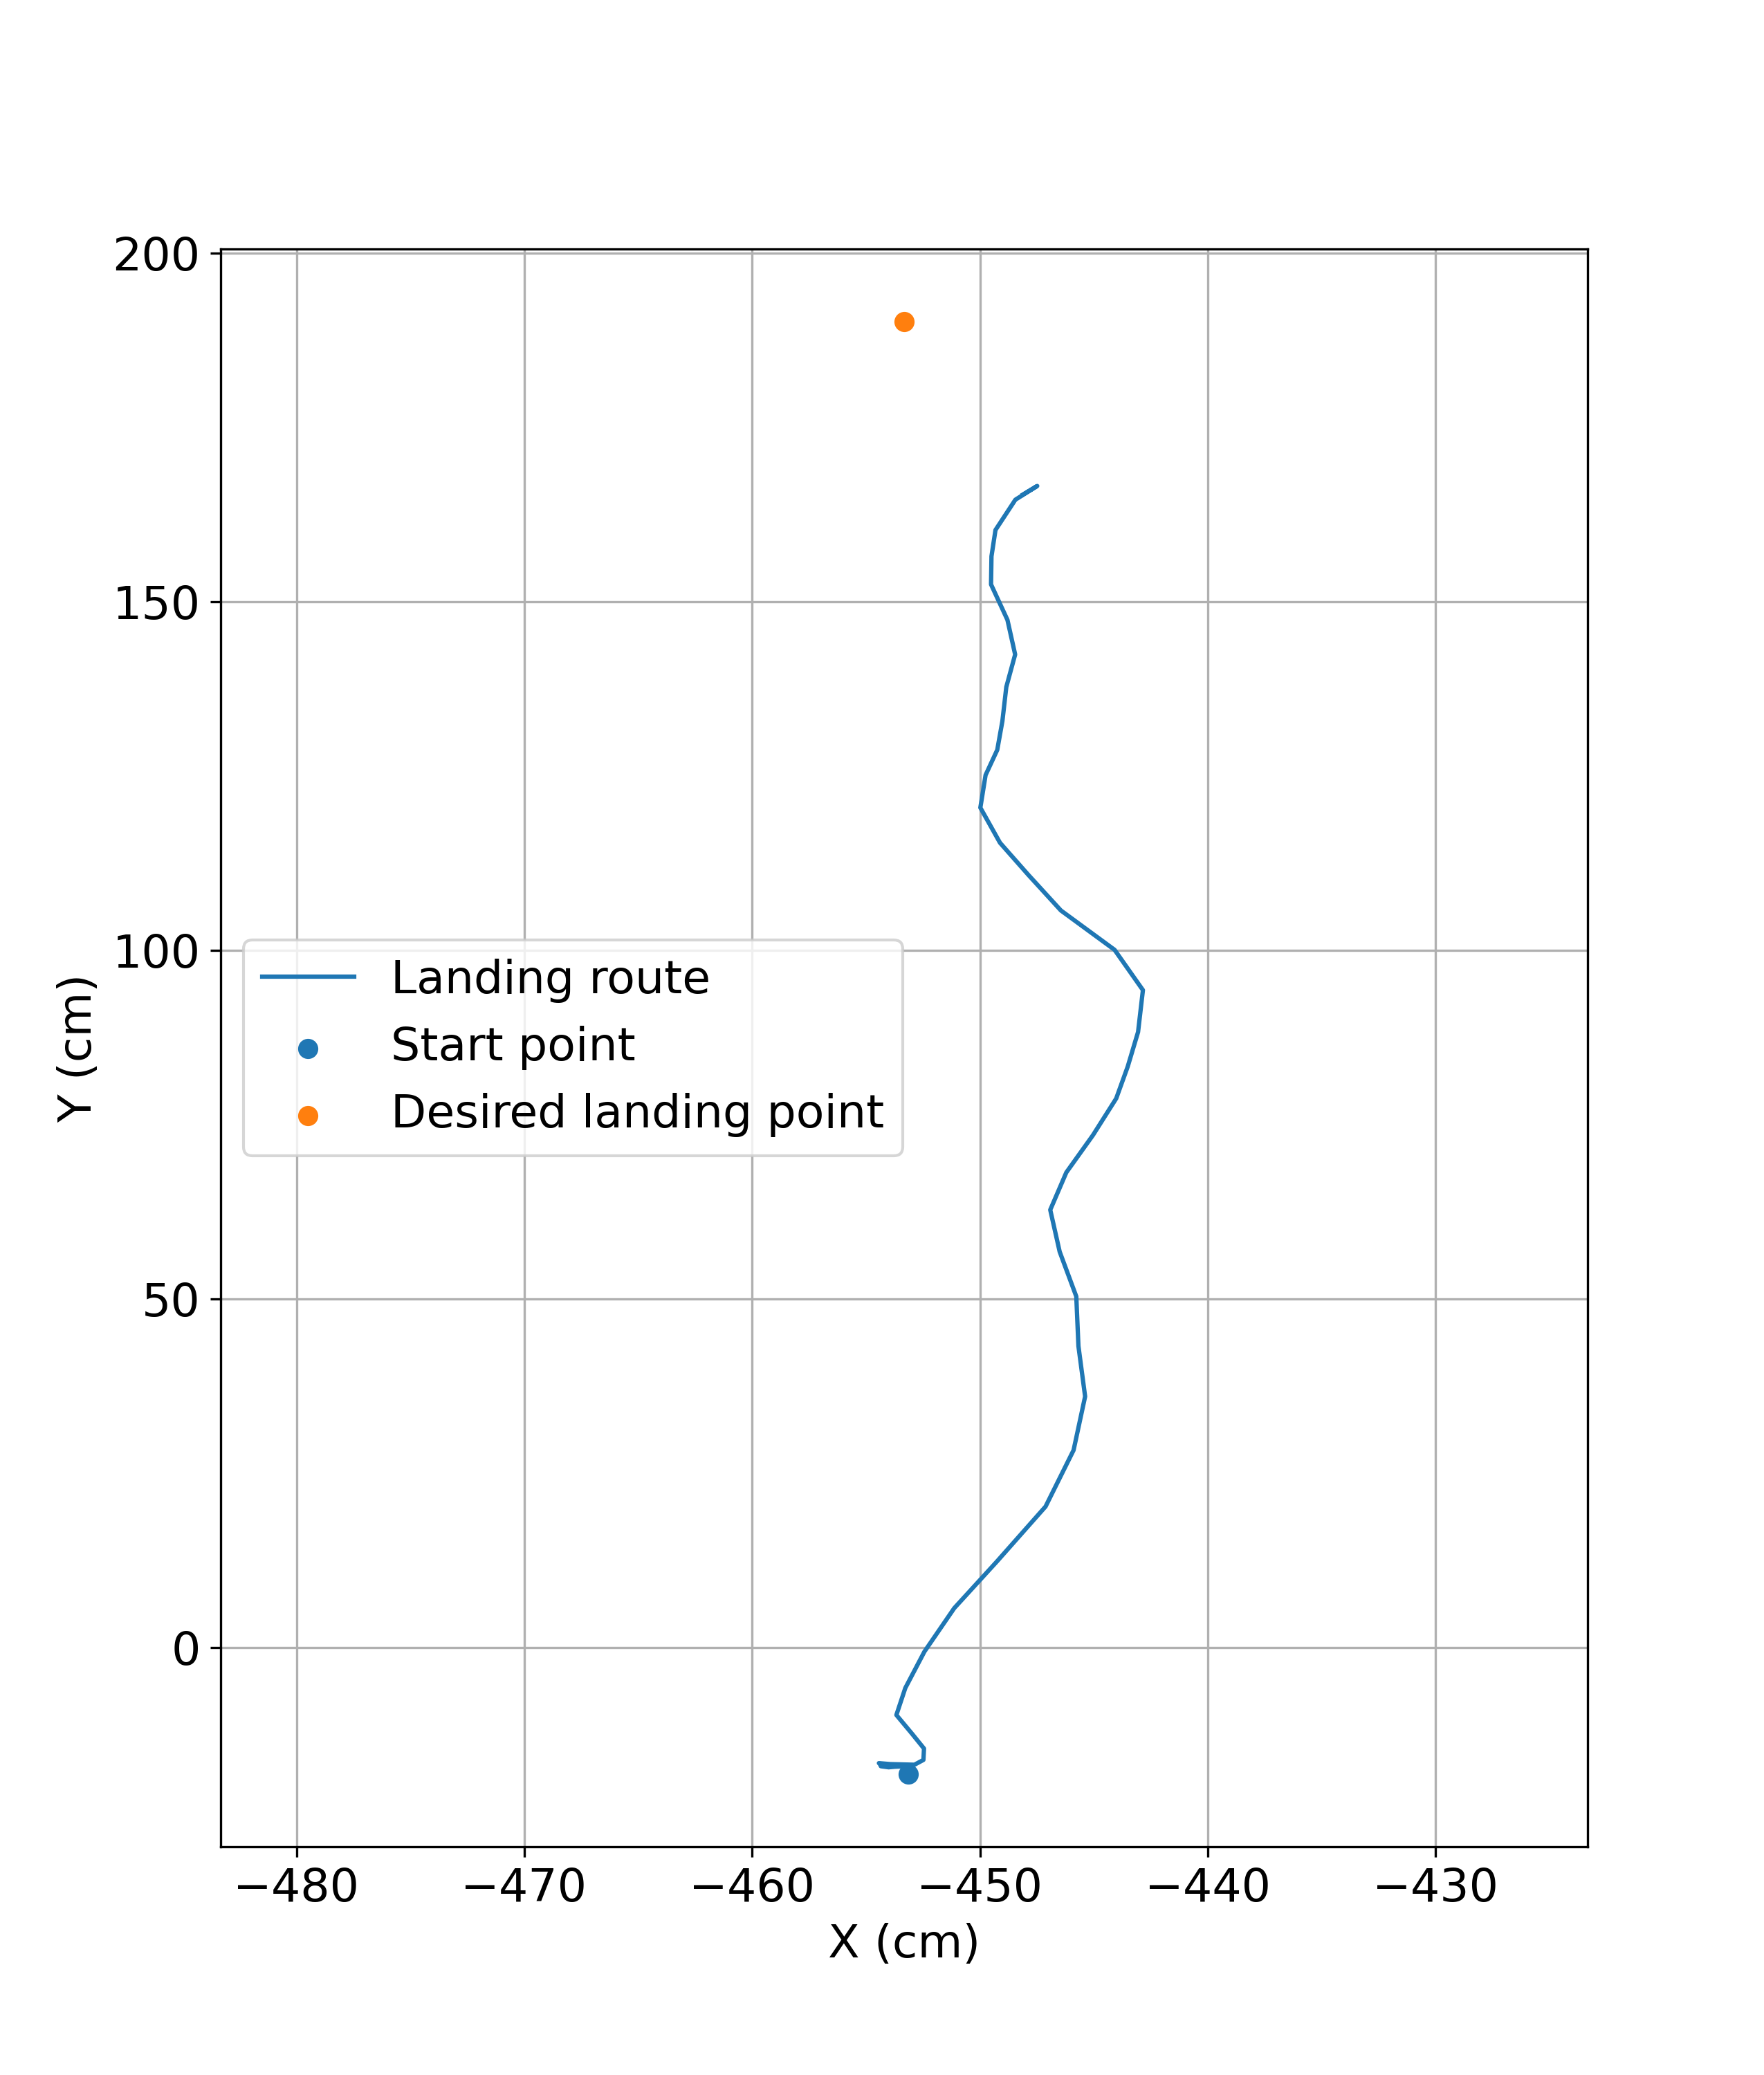 200
150
100
50
0
Y (cm)
Landing route
Start point
Desired landing point
−480 −470 −460 −450 −440 −430
X (cm)